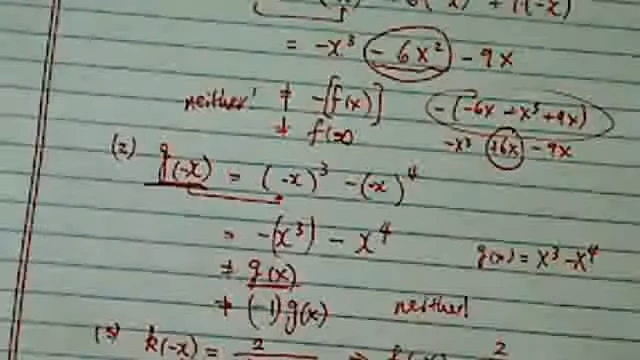 = -x³ - 6x² - 9x
neither! ≠ -[f(x)] -(-6x + x³ + 9x)
≠ f(x) -x³ +6x - 9x
(2) g(-x) = (-x)³ - (-x)⁴
= -(x³) - x⁴ g(x) = x³ - x⁴
≠ g(x)
≠ (-1) g(x) neither!
k(-x) = 2
2